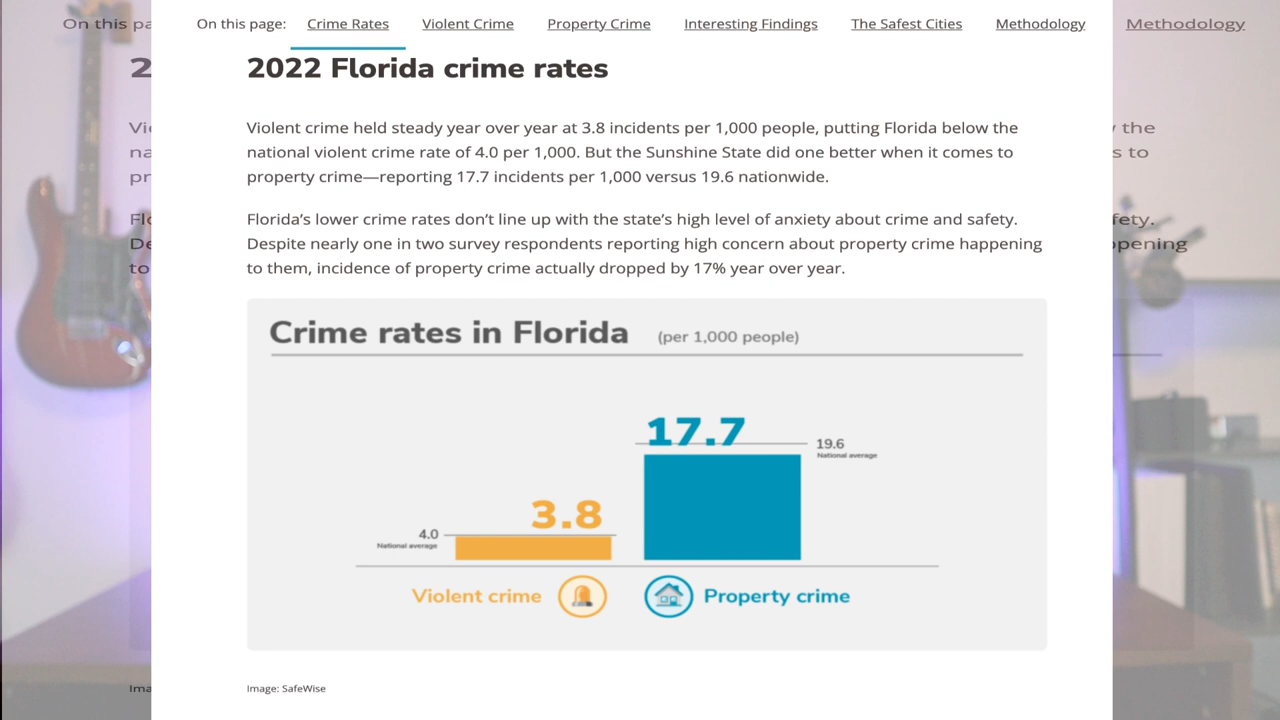 On this page: Crime Rates Violent Crime Property Crime Interesting Findings The Safest Cities Methodology Methodology
2022 Florida crime rates
Violent crime held steady year over year at 3.8 incidents per 1,000 people, putting Florida below the
national violent crime rate of 4.0 per 1,000. But the Sunshine State did one better when it comes to
property crime—reporting 17.7 incidents per 1,000 versus 19.6 nationwide.
Florida’s lower crime rates don’t line up with the state’s high level of anxiety about crime and safety.
Despite nearly one in two survey respondents reporting high concern about property crime happening
to them, incidence of property crime actually dropped by 17% year over year.
Crime rates in Florida (per 1,000 people)
17.7
19.6
National average
3.8
4.0
National average
Violent crime Property crime
Image: SafeWise